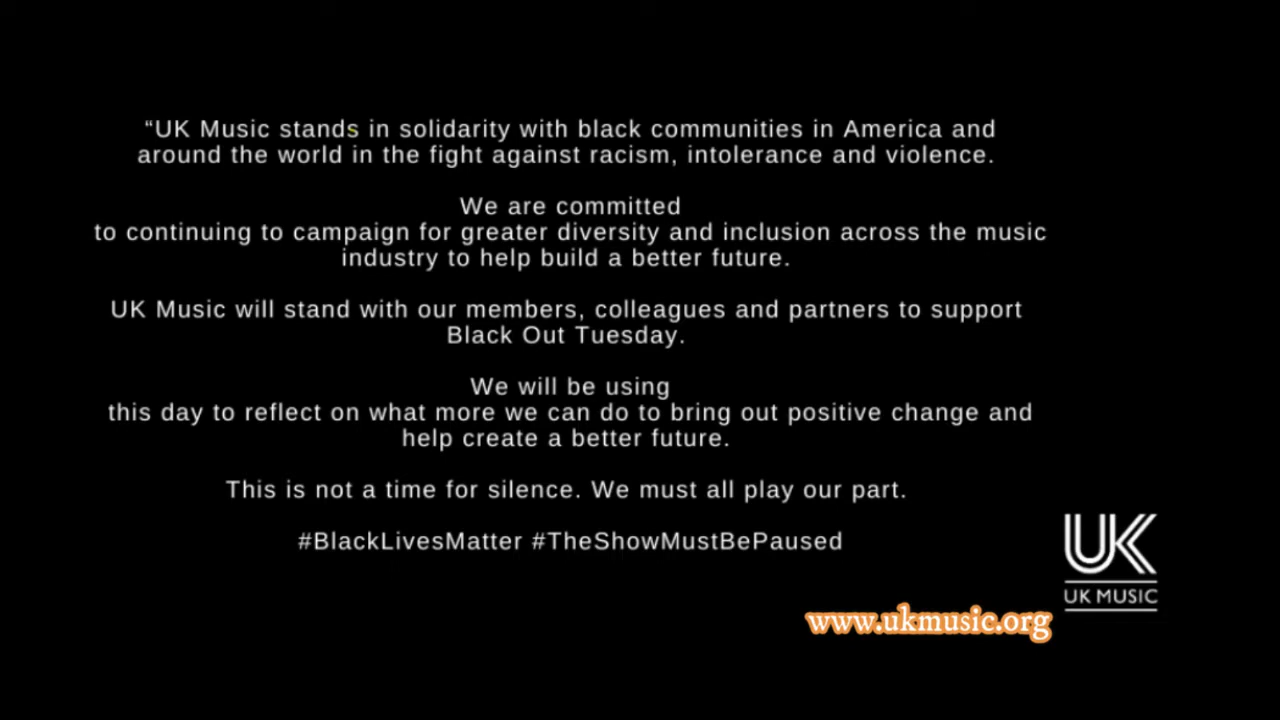 “UK Music stands in solidarity with black communities in America and
around the world in the fight against racism, intolerance and violence.
We are committed
to continuing to campaign for greater diversity and inclusion across the music
industry to help build a better future.
UK Music will stand with our members, colleagues and partners to support
Black Out Tuesday.
We will be using
this day to reflect on what more we can do to bring out positive change and
help create a better future.
This is not a time for silence. We must all play our part.
#BlackLivesMatter #TheShowMustBePaused
UK
UK MUSIC
www.ukmusic.org